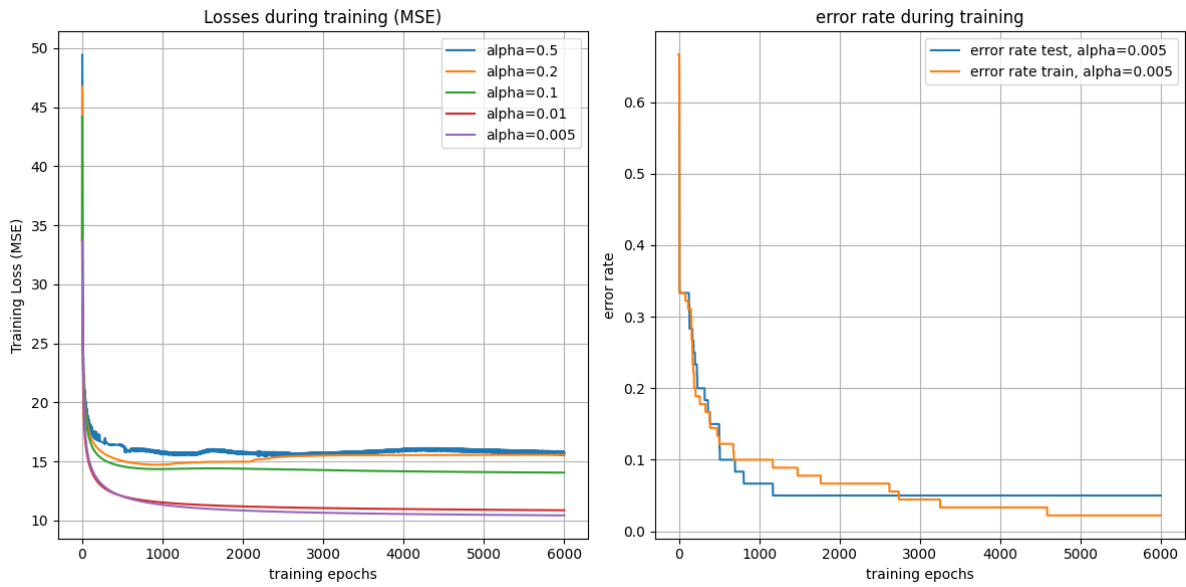 Losses during training (MSE)
50
45
40
35
30
25
20
15
10
Training Loss (MSE)
alpha=0.5
alpha=0.2
alpha=0.1
alpha=0.01
alpha=0.005
0 1000 2000 3000 4000 5000 6000
training epochs
error rate during training
0.6
0.5
0.4
0.3
0.2
0.1
0.0
error rate
error rate test, alpha=0.005
error rate train, alpha=0.005
0 1000 2000 3000 4000 5000 6000
training epochs